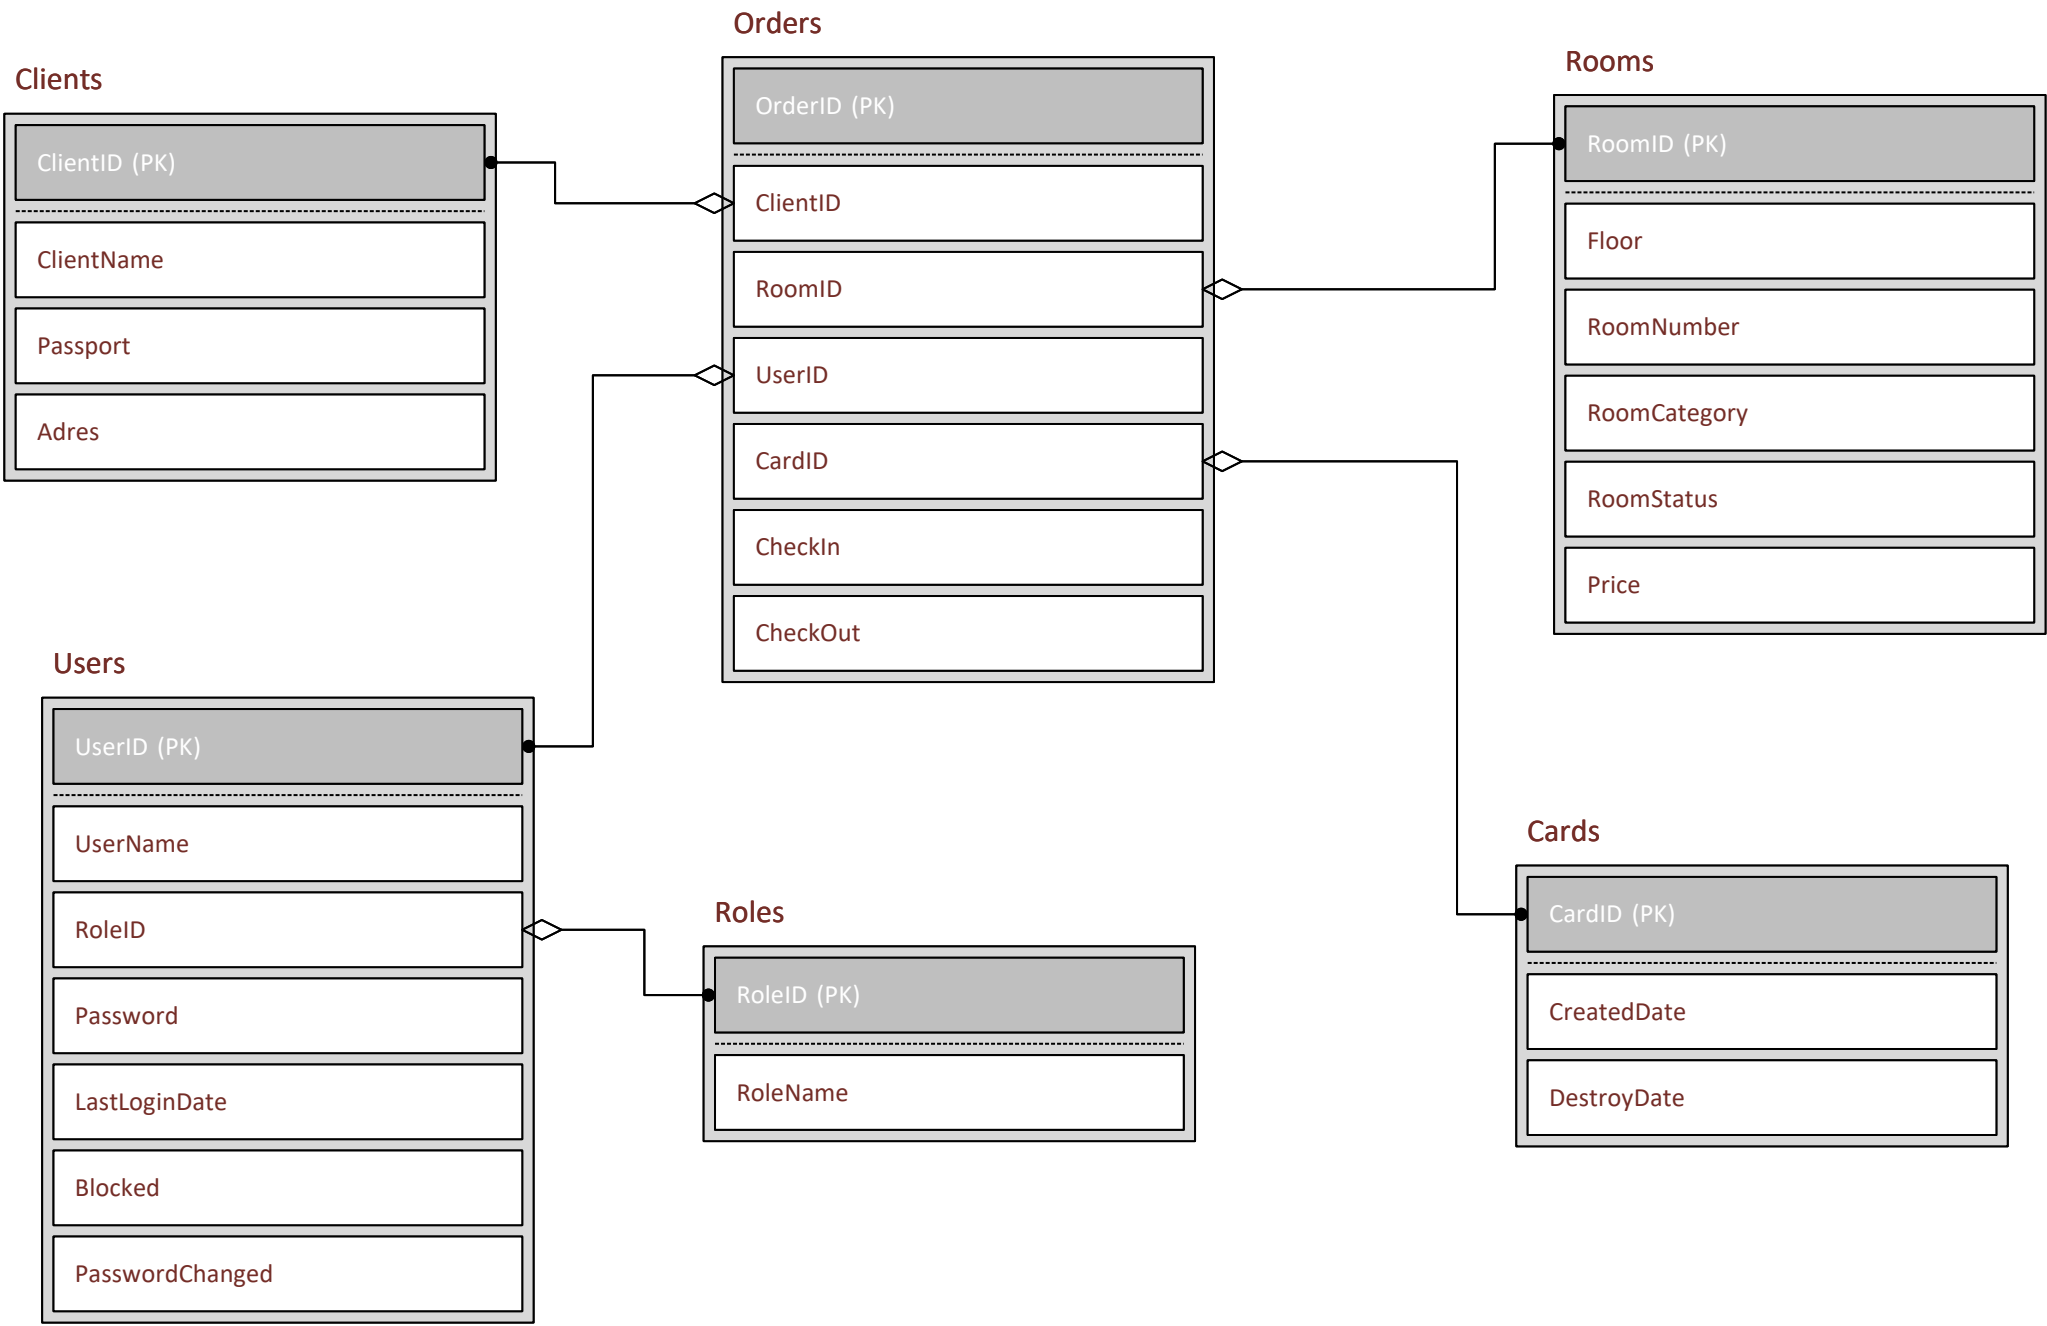 Clients
ClientID (PK)
ClientName
Passport
Adres
Orders
OrderID (PK)
ClientID
RoomID
UserID
CardID
CheckIn
CheckOut
Rooms
RoomID (PK)
Floor
RoomNumber
RoomCategory
RoomStatus
Price
Users
UserID (PK)
UserName
RoleID
Password
LastLoginDate
Blocked
PasswordChanged
Roles
RoleID (PK)
RoleName
Cards
CardID (PK)
CreatedDate
DestroyDate